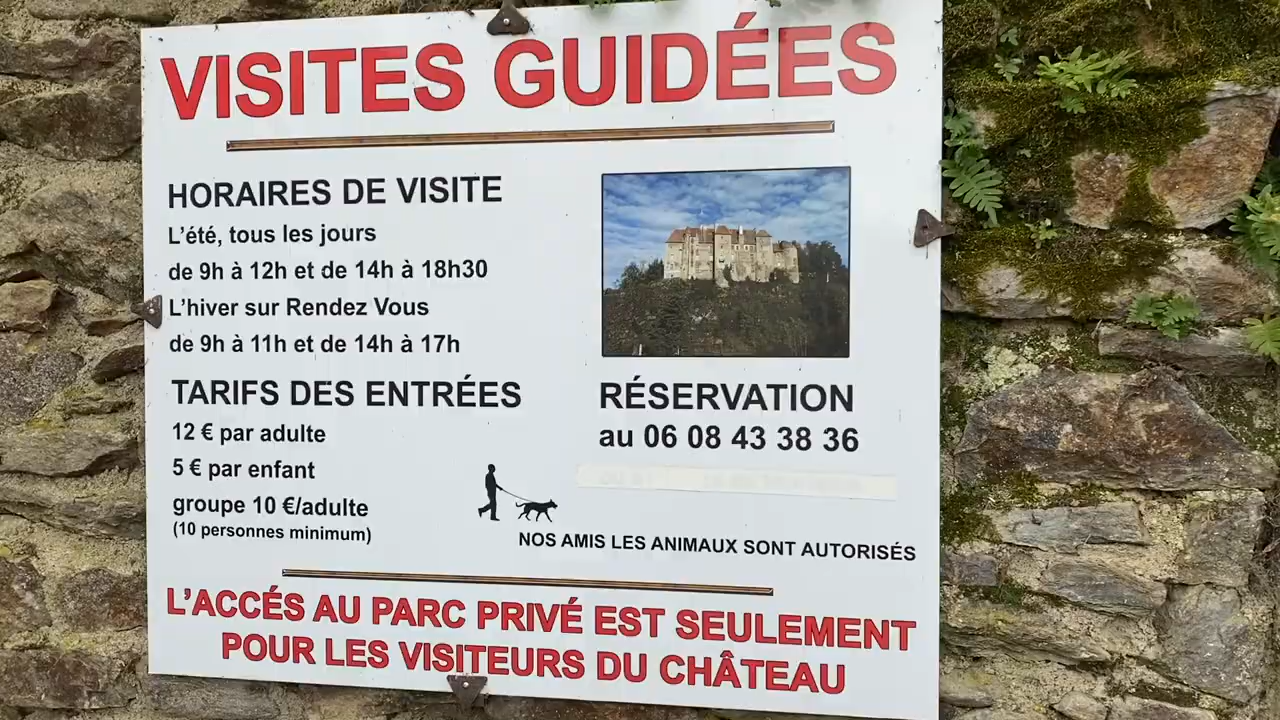 VISITES GUIDÉES
HORAIRES DE VISITE
L'été, tous les jours
de 9h à 12h et de 14h à 18h30
L'hiver sur Rendez Vous
de 9h à 11h et de 14h à 17h
TARIFS DES ENTRÉES
12 € par adulte
5 € par enfant
groupe 10 €/adulte
(10 personnes minimum)
RÉSERVATION
au 06 08 43 38 36
NOS AMIS LES ANIMAUX SONT AUTORISÉS
L'ACCÉS AU PARC PRIVÉ EST SEULEMENT
POUR LES VISITEURS DU CHÂTEAU